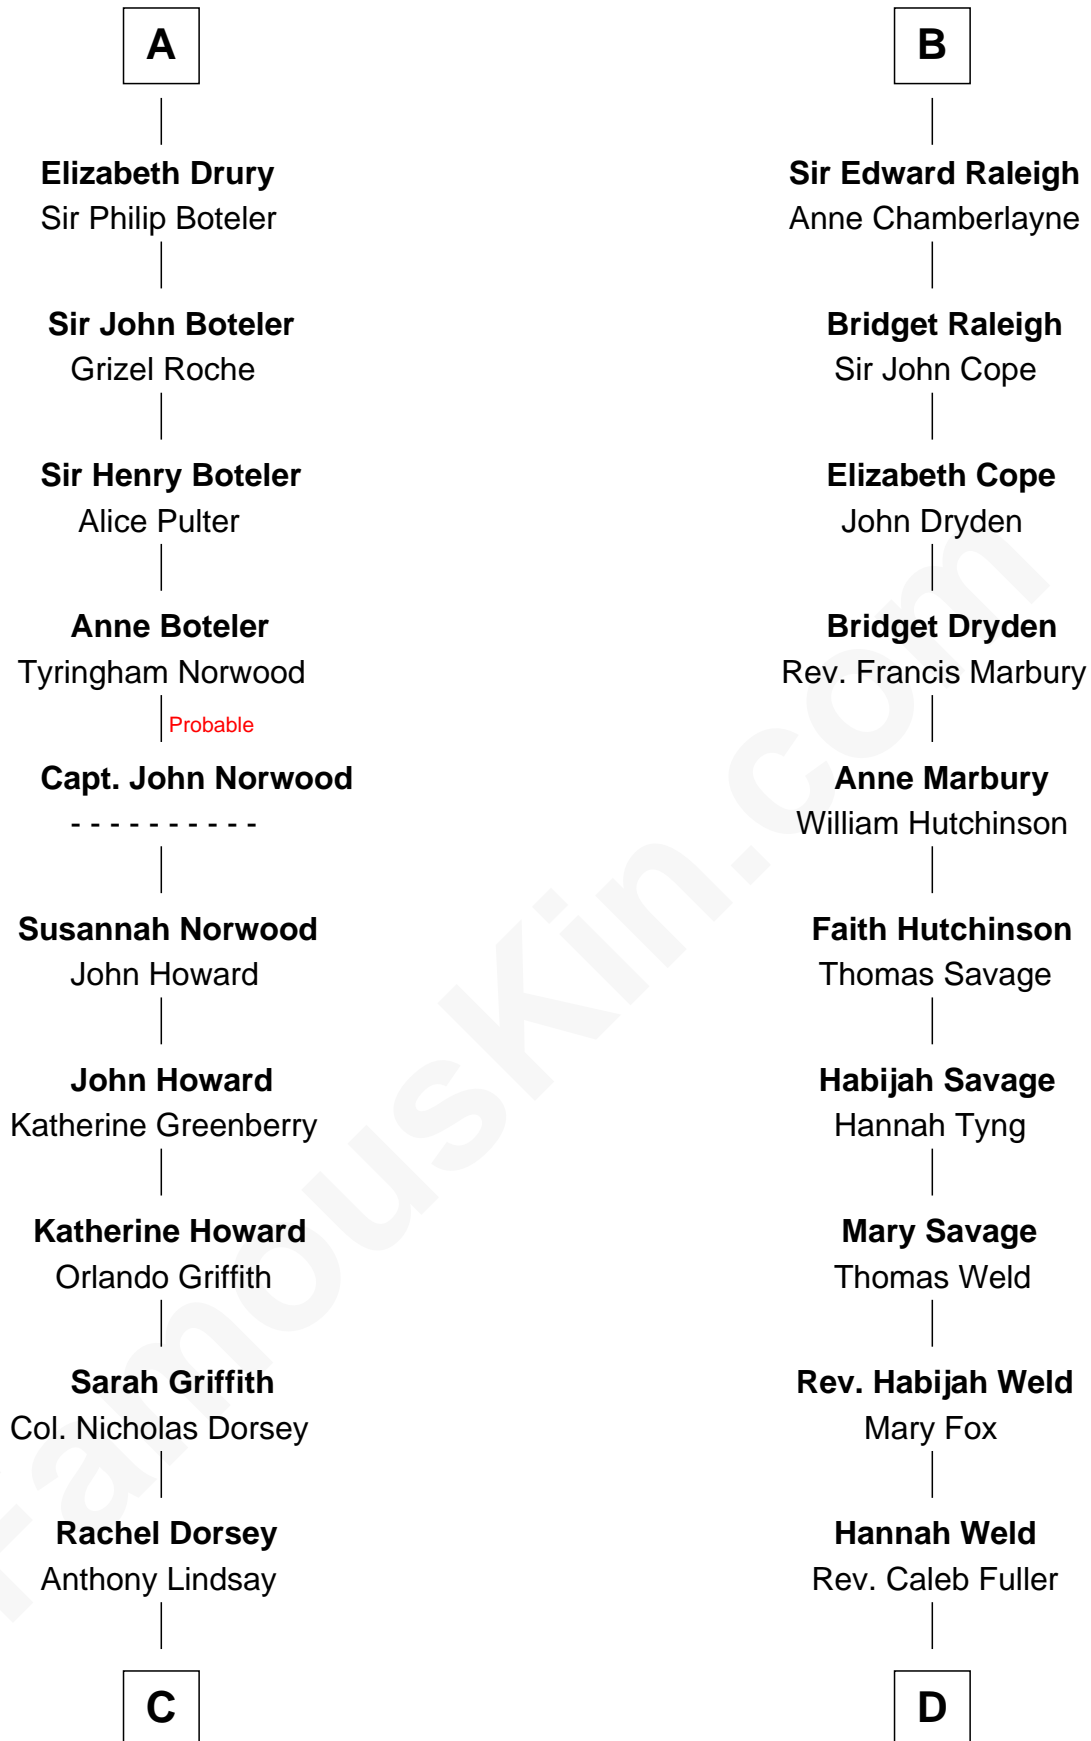 A
Elizabeth Drury
Sir Philip Boteler
Sir John Boteler
Grizel Roche
Sir Henry Boteler
Alice Pulter
Anne Boteler
Tyringham Norwood
Probable
Capt. John Norwood
- - - - - - - - - -
Susannah Norwood
John Howard
John Howard
Katherine Greenberry
Katherine Howard
Orlando Griffith
Sarah Griffith
Col. Nicholas Dorsey
Rachel Dorsey
Anthony Lindsay
C
B
Sir Edward Raleigh
Anne Chamberlayne
Bridget Raleigh
Sir John Cope
Elizabeth Cope
John Dryden
Bridget Dryden
Rev. Francis Marbury
Anne Marbury
William Hutchinson
Faith Hutchinson
Thomas Savage
Habijah Savage
Hannah Tyng
Mary Savage
Thomas Weld
Rev. Habijah Weld
Mary Fox
Hannah Weld
Rev. Caleb Fuller
D
FamousKin.com